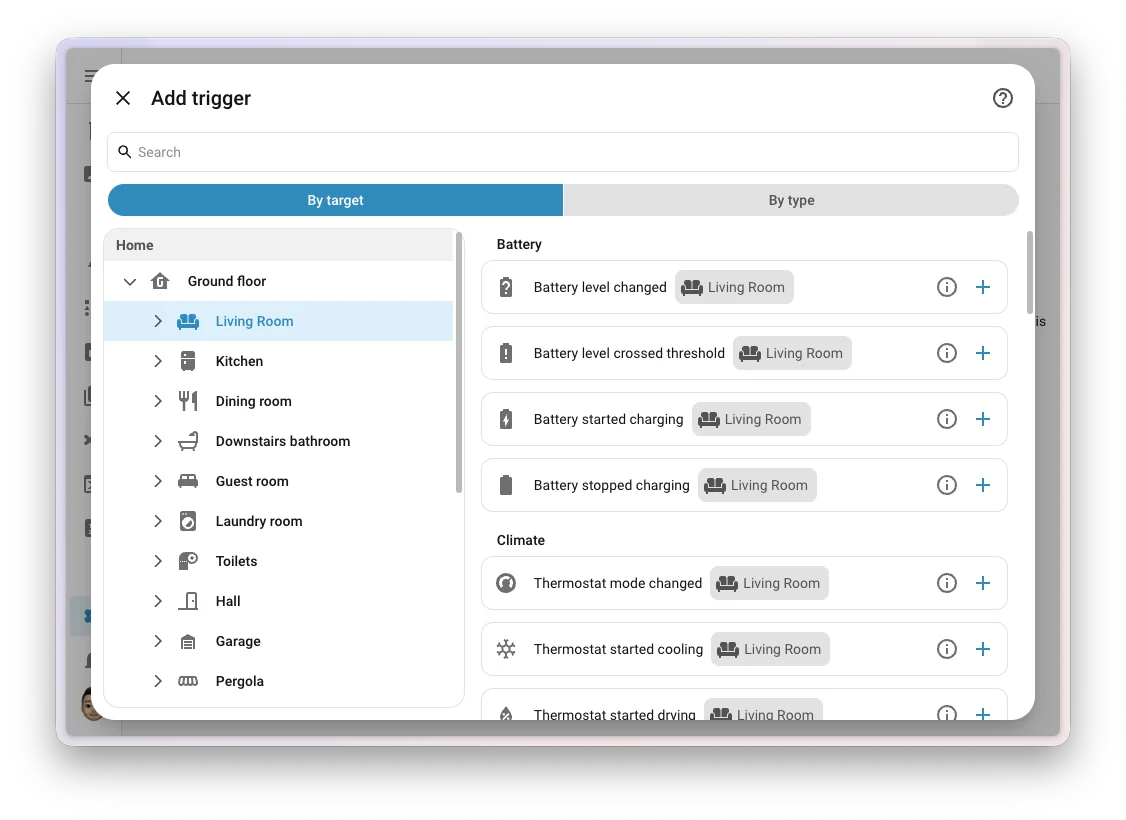 Add trigger
Search
By target
By type
Home
Ground floor
Living Room
Kitchen
Dining room
Downstairs bathroom
Guest room
Laundry room
Toilets
Hall
Garage
Pergola
Battery
Battery level changed Living Room
Battery level crossed threshold Living Room
Battery started charging Living Room
Battery stopped charging Living Room
Climate
Thermostat mode changed Living Room
Thermostat started cooling Living Room
Thermostat started drying Living Room
is